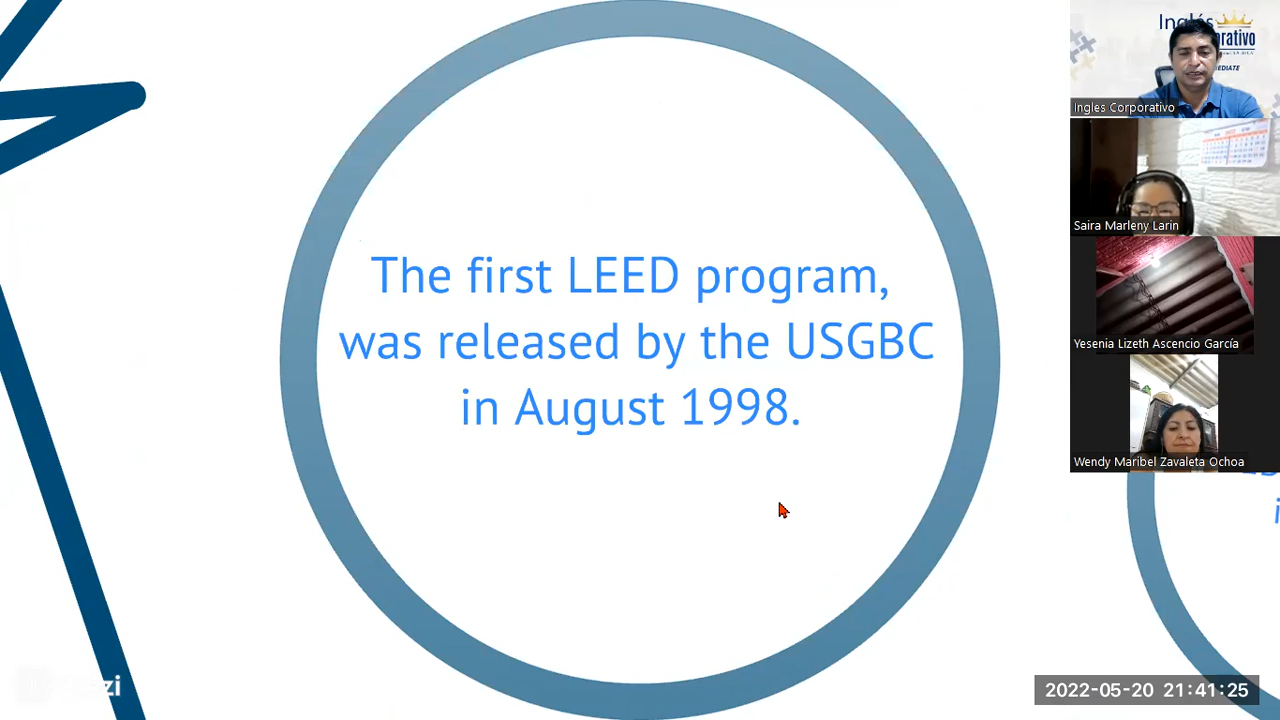 The first LEED program,
was released by the USGBC
in August 1998.
Inglés
Ingles Corporativo
Saira Marleny Larin
Yesenia Lizeth Ascencio García
Wendy Maribel Zavaleta Ochoa
2022-05-20 21:41:25